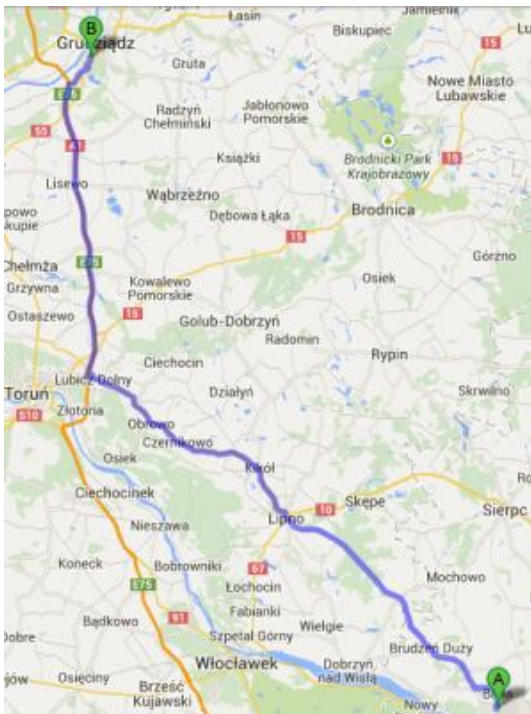 Łasin
Jamielnik
Biskupiec
B
15
Grudziądz
Gruta
Nowe Miasto
Lubawskie
E75
Radzyń
Chełmiński
Jabłonowo
Pomorskie
S5
A1
Książki
Brodnicki Park
Krajobrazowy
15
Lisewo
Wąbrzeźno
Dębowa Łąka
Brodnica
15
Górzno
Chełmża
E75
Kowalewo
Pomorskie
Osiek
Grzywna
Ostaszewo
15
Golub-Dobrzyń
Radomin
Rypin
Ciechocin
Lubicz Dolny
Toruń
Działyń
Skrwilno
S10
Złotoria
Obrowo
Czernikowo
Osiek
Kikół
Ciechocinek
Skępe
10
Sierpc
Lipno
Nieszawa
Koneck
E75
Bobrowniki
67
Mochowo
Łochocin
91
Fabianki
Bądkowo
Wielgie
Szpetal Górny
Brudzeń Duży
Włocławek
Dobrzyń
nad Wisłą
A
Osięciny
Brześć
Kujawski
Nowy